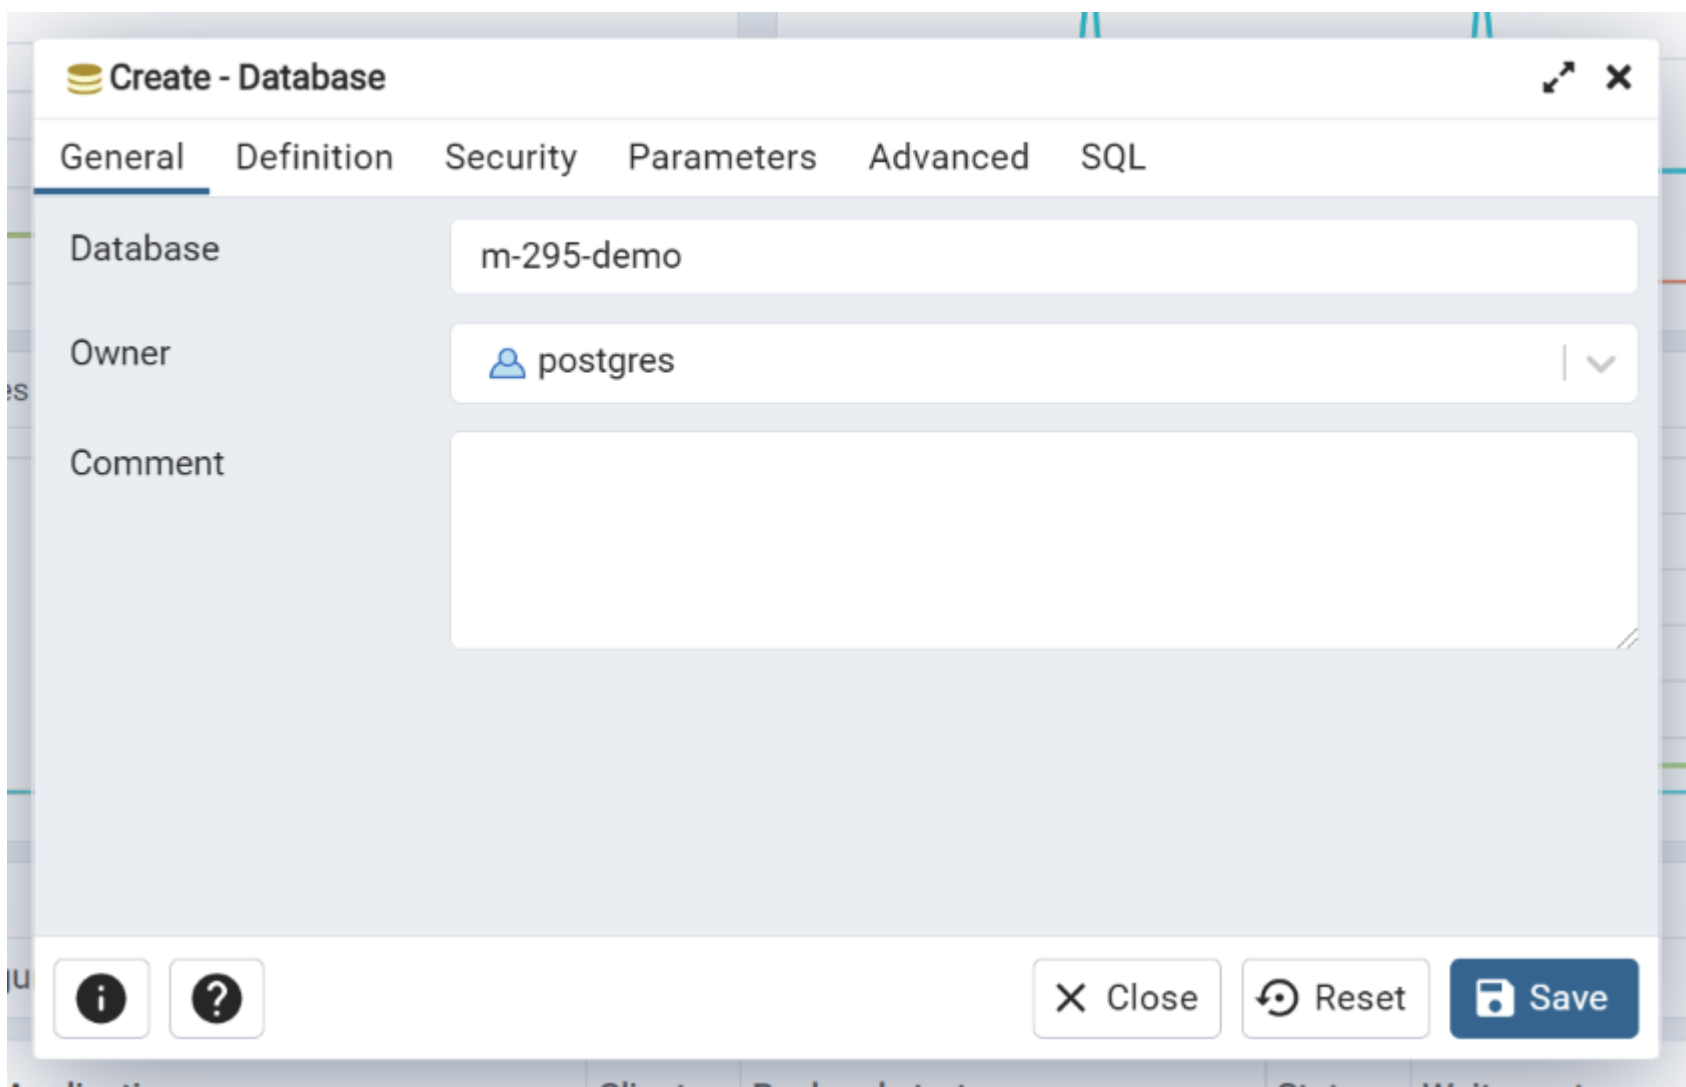 Create - Database
General Definition Security Parameters Advanced SQL
Database m-295-demo
Owner postgres
Comment
Close Reset Save